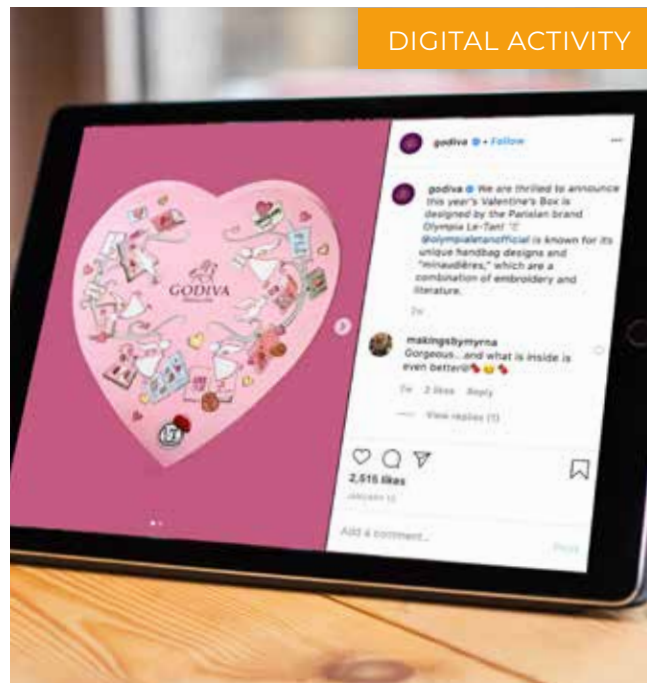 DIGITAL ACTIVITY
godiva • Follow
godiva We are thrilled to announce
this year's Valentine's Box is
designed by the Parisian brand
Olympia Le-Tan!
@olympialetanofficial is known for its
unique handbag designs and
"minaudières," which are a
combination of embroidery and
literature.
2w
makingsbymyrna
Gorgeous...and what is inside is
even better
2 likes Reply
View replies (1)
2,515 likes
Add a comment...
Post
GODIVA